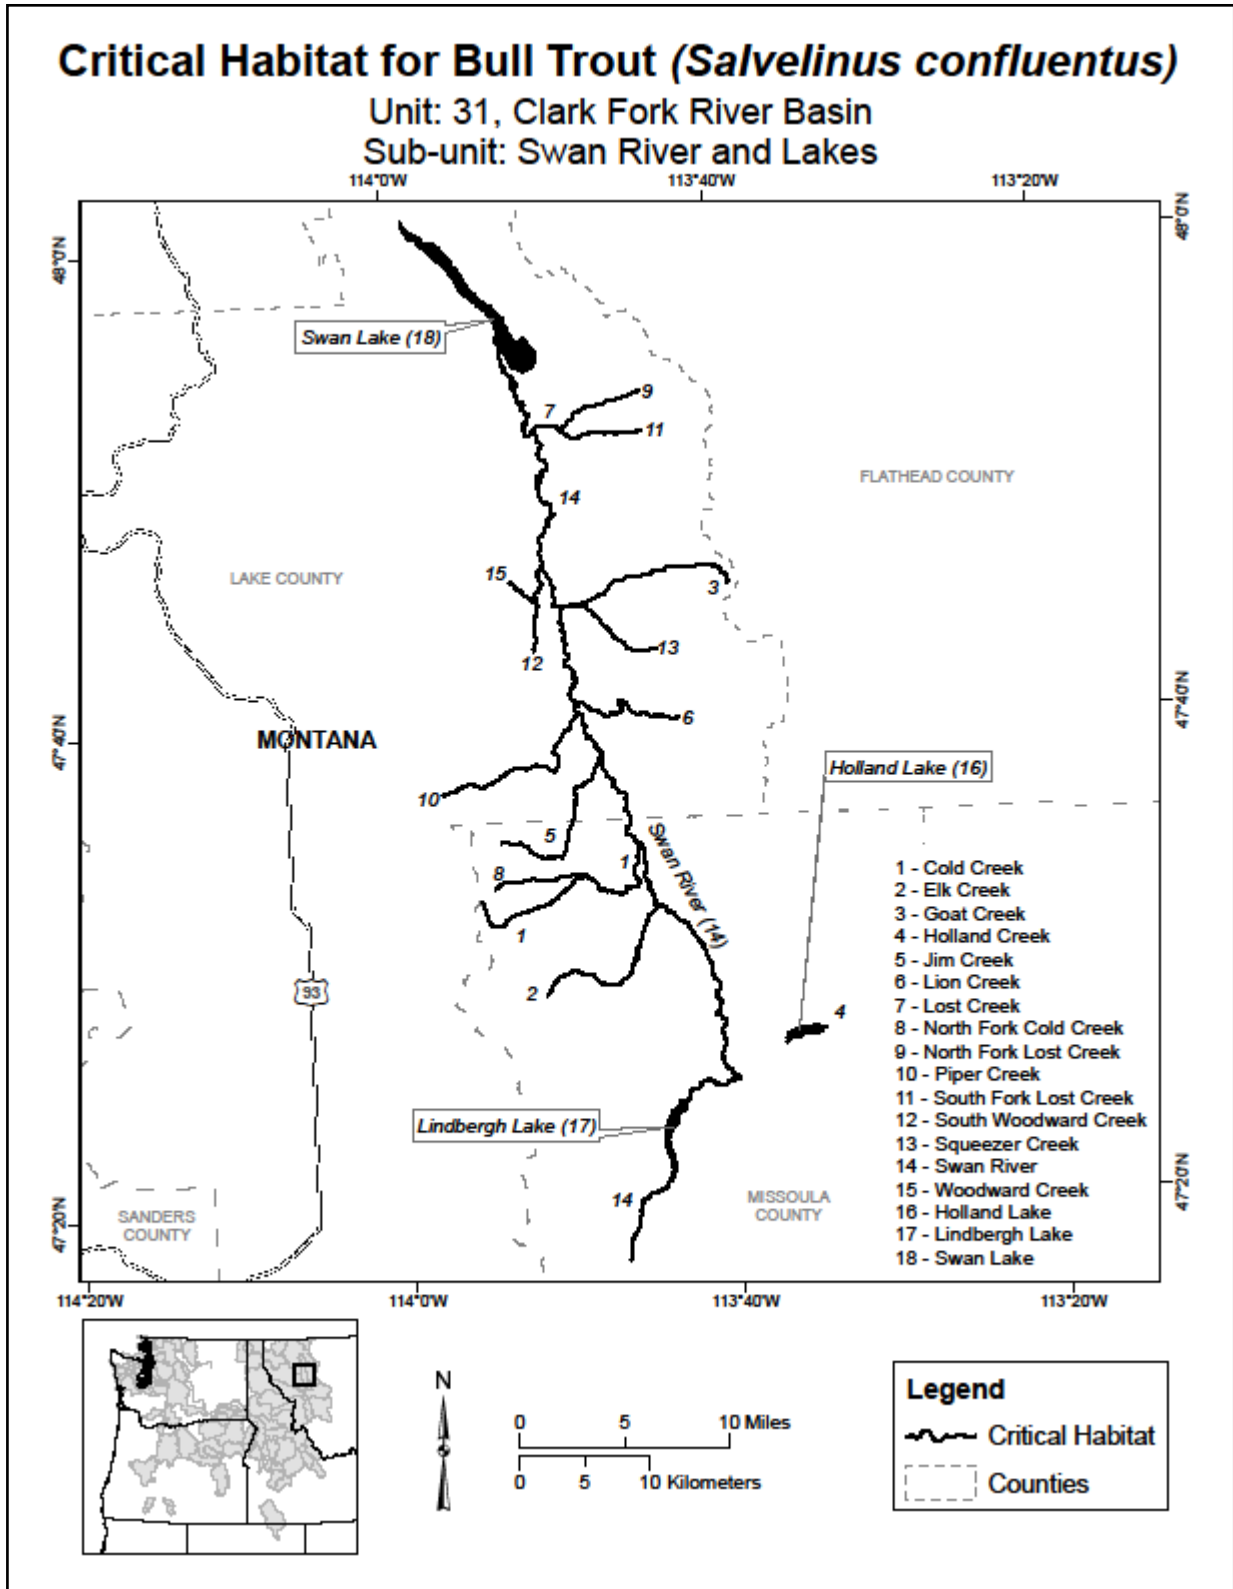 Critical Habitat for Bull Trout (Salvelinus confluentus)
Unit: 31, Clark Fork River Basin
Sub-unit: Swan River and Lakes
114°0'W
113°40'W
113°20'W
48°0'N
48°0'N
Swan Lake (18)
9
7
11
FLATHEAD COUNTY
14
15
LAKE COUNTY
3
13
12
6
47°40'N
47°40'N
MONTANA
Holland Lake (16)
10
5
Swan River (14)
1
8
1
2
93
4
1 - Cold Creek
2 - Elk Creek
3 - Goat Creek
4 - Holland Creek
5 - Jim Creek
6 - Lion Creek
7 - Lost Creek
8 - North Fork Cold Creek
9 - North Fork Lost Creek
10 - Piper Creek
11 - South Fork Lost Creek
12 - South Woodward Creek
13 - Squeezer Creek
14 - Swan River
15 - Woodward Creek
16 - Holland Lake
17 - Lindbergh Lake
18 - Swan Lake
Lindbergh Lake (17)
14
MISSOULA
COUNTY
SANDERS
COUNTY
47°20'N
47°20'N
114°20'W
114°0'W
113°40'W
113°20'W
N
0 5 10 Miles
0 5 10 Kilometers
Legend
Critical Habitat
Counties